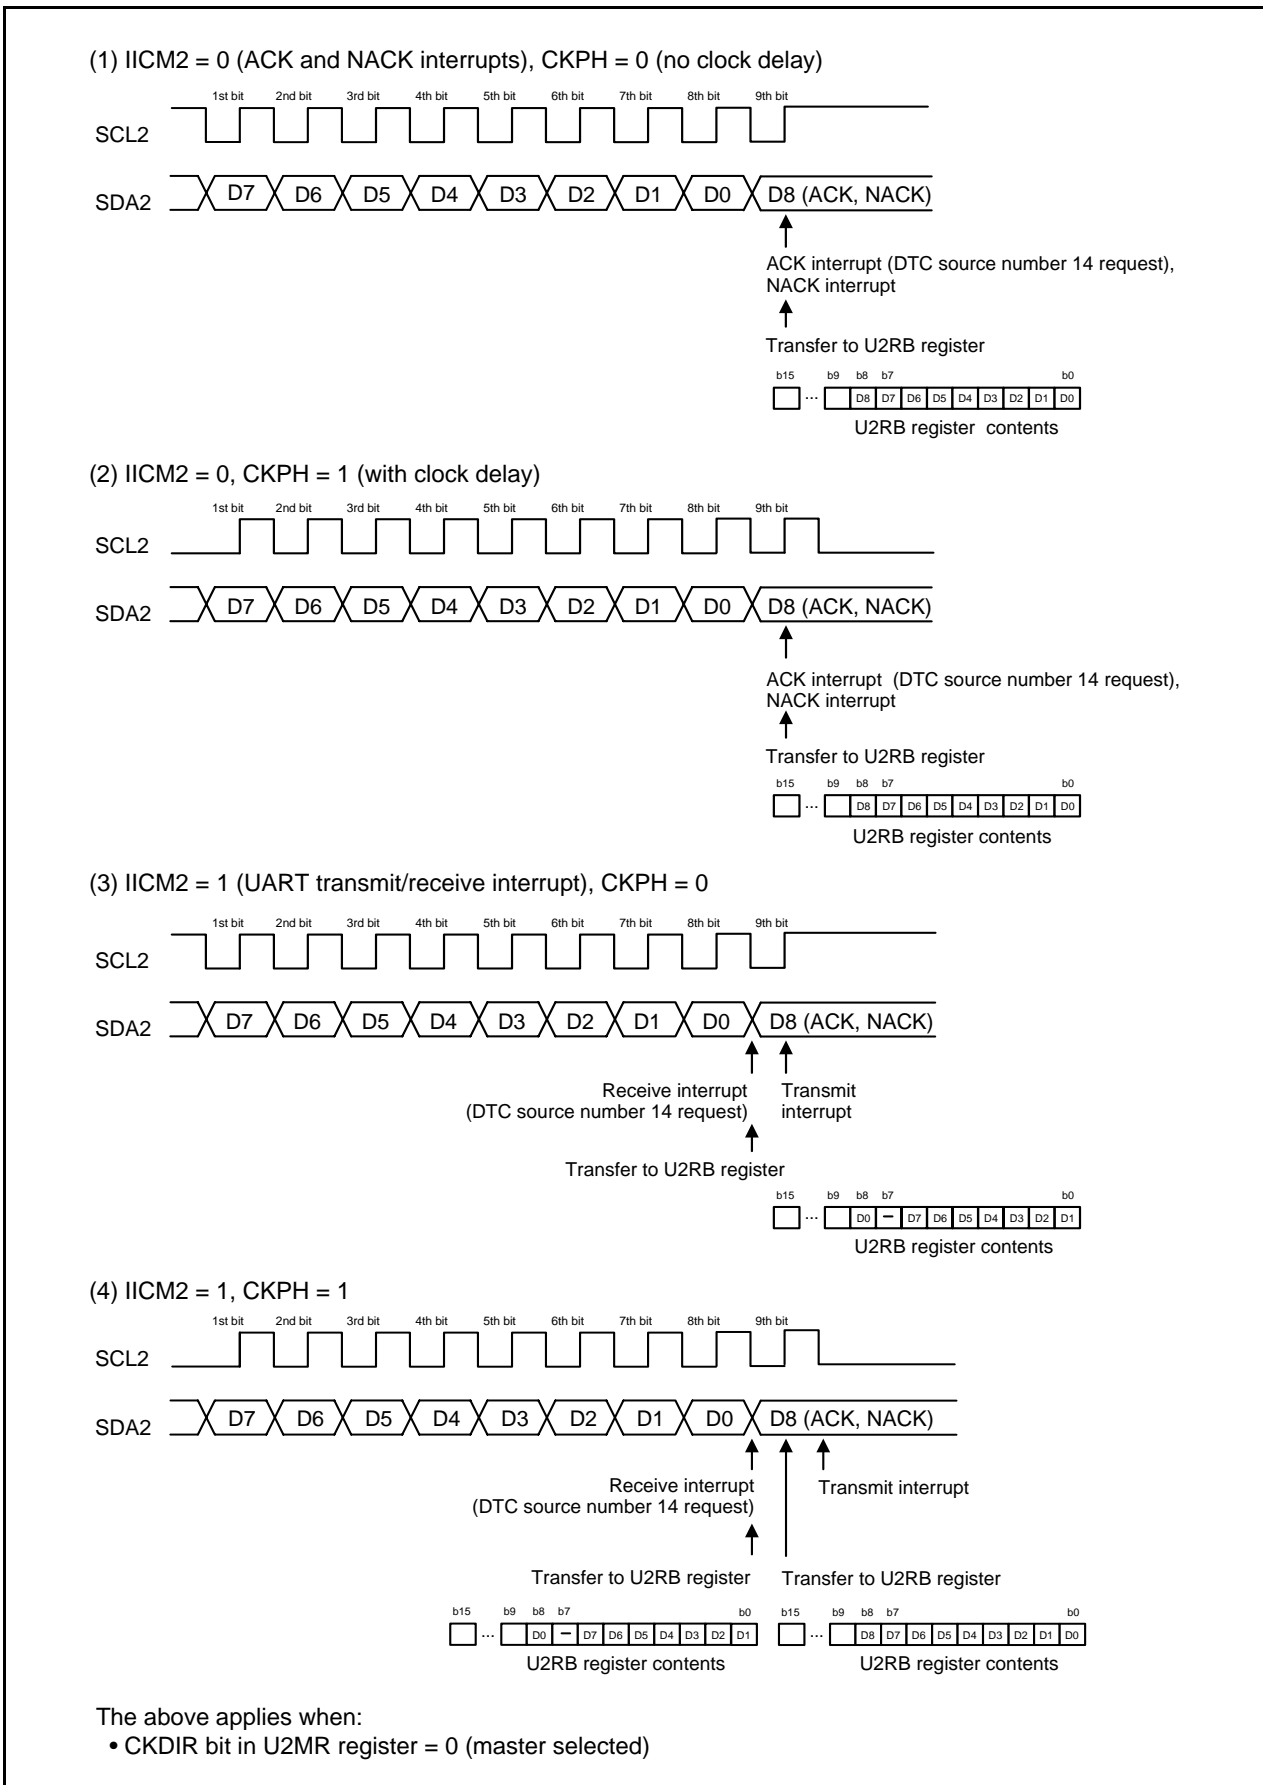 (1) IICM2 = 0 (ACK and NACK interrupts), CKPH = 0 (no clock delay)
1st bit 2nd bit 3rd bit 4th bit 5th bit 6th bit 7th bit 8th bit 9th bit
SCL2
SDA2 D7 D6 D5 D4 D3 D2 D1 D0 D8 (ACK, NACK)
ACK interrupt (DTC source number 14 request),
NACK interrupt
Transfer to U2RB register
b15 b9 b8 b7 b0
... D8 D7 D6 D5 D4 D3 D2 D1 D0
U2RB register contents
(2) IICM2 = 0, CKPH = 1 (with clock delay)
1st bit 2nd bit 3rd bit 4th bit 5th bit 6th bit 7th bit 8th bit 9th bit
SCL2
SDA2 D7 D6 D5 D4 D3 D2 D1 D0 D8 (ACK, NACK)
ACK interrupt (DTC source number 14 request),
NACK interrupt
Transfer to U2RB register
b15 b9 b8 b7 b0
... D8 D7 D6 D5 D4 D3 D2 D1 D0
U2RB register contents
(3) IICM2 = 1 (UART transmit/receive interrupt), CKPH = 0
1st bit 2nd bit 3rd bit 4th bit 5th bit 6th bit 7th bit 8th bit 9th bit
SCL2
SDA2 D7 D6 D5 D4 D3 D2 D1 D0 D8 (ACK, NACK)
Receive interrupt Transmit
(DTC source number 14 request) interrupt
Transfer to U2RB register
b15 b9 b8 b7 b0
... D0 – D7 D6 D5 D4 D3 D2 D1
U2RB register contents
(4) IICM2 = 1, CKPH = 1
1st bit 2nd bit 3rd bit 4th bit 5th bit 6th bit 7th bit 8th bit 9th bit
SCL2
SDA2 D7 D6 D5 D4 D3 D2 D1 D0 D8 (ACK, NACK)
Receive interrupt Transmit interrupt
(DTC source number 14 request)
Transfer to U2RB register Transfer to U2RB register
b15 b9 b8 b7 b0 b15 b9 b8 b7 b0
... D0 – D7 D6 D5 D4 D3 D2 D1 ... D8 D7 D6 D5 D4 D3 D2 D1 D0
U2RB register contents U2RB register contents
The above applies when:
• CKDIR bit in U2MR register = 0 (master selected)